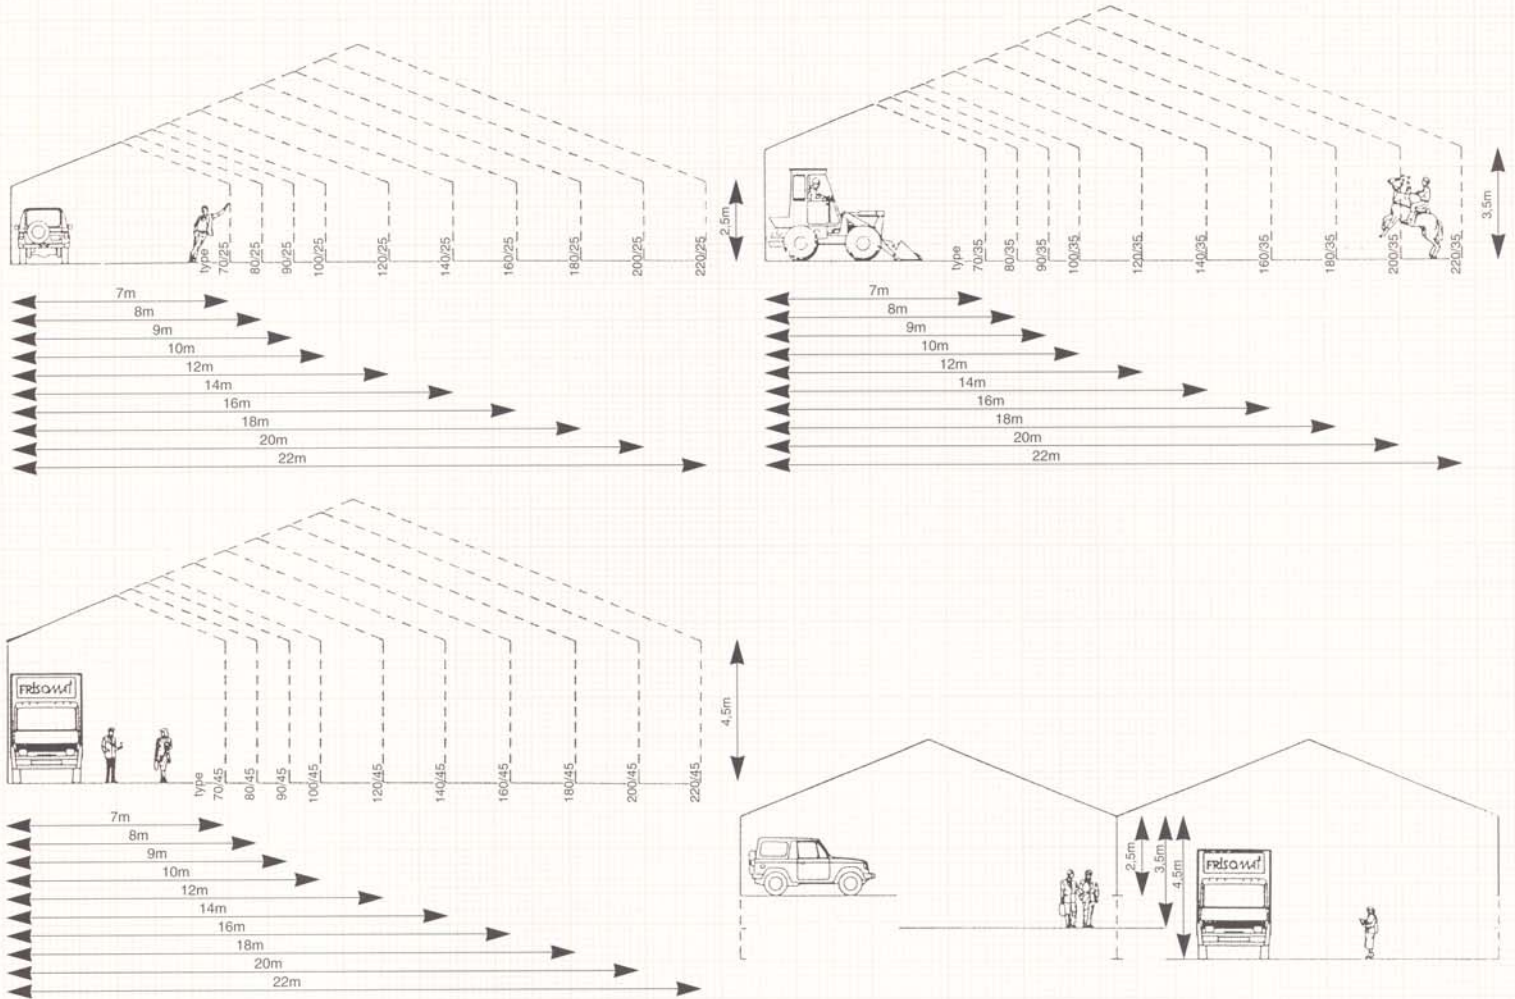 2,5m
type
70/25
80/25
90/25
100/25
120/25
140/25
160/25
180/25
200/25
220/25
7m
8m
9m
10m
12m
14m
16m
18m
20m
22m
3,5m
type
70/35
80/35
90/35
100/35
120/35
140/35
160/35
180/35
200/35
220/35
7m
8m
9m
10m
12m
14m
16m
18m
20m
22m
FRISOMAT
4,5m
type
70/45
80/45
90/45
100/45
120/45
140/45
160/45
180/45
200/45
220/45
7m
8m
9m
10m
12m
14m
16m
18m
20m
22m
2,5m
3,5m
4,5m
FRISOMAT